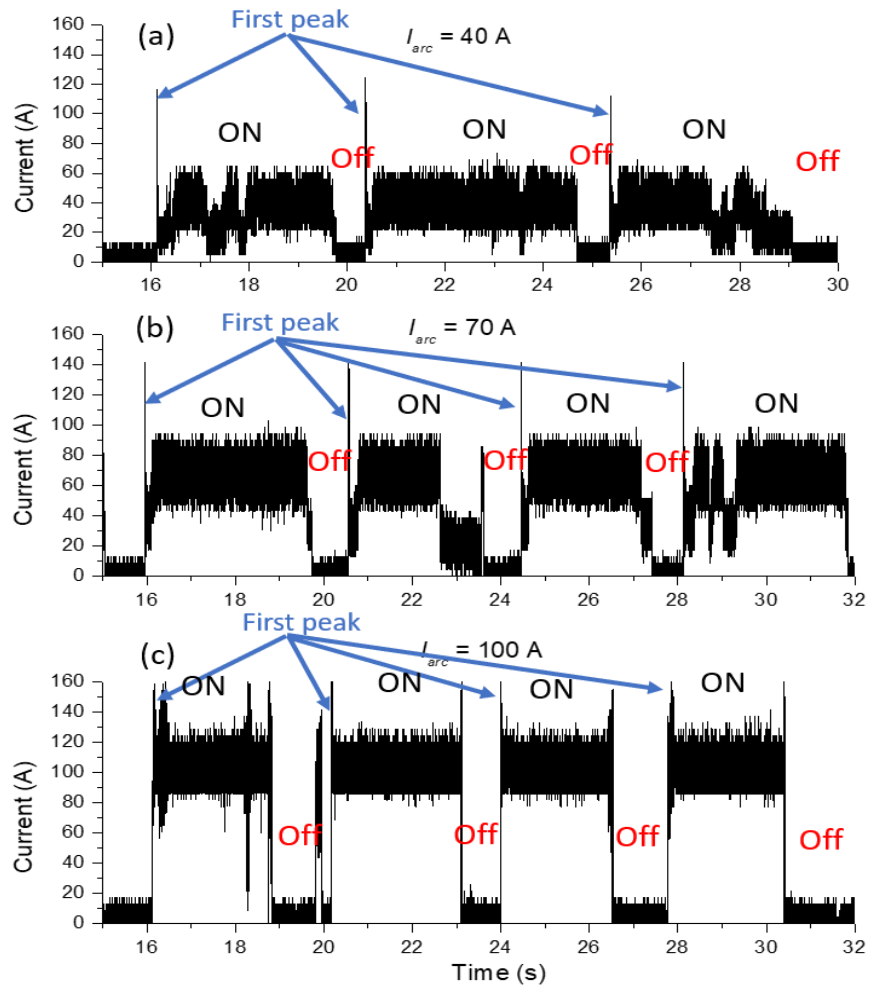 First peak
(a)
I arc = 40 A
160
140
120
100
80
60
40
20
0
Current (A)
ON
Off
ON
Off
ON
Off
16
18
20
22
24
26
28
30
First peak
(b)
I arc = 70 A
160
140
120
100
80
60
40
20
0
Current (A)
ON
Off
ON
Off
ON
Off
ON
16
18
20
22
24
26
28
30
32
First peak
(c)
I arc = 100 A
160
140
120
100
80
60
40
20
0
Current (A)
ON
Off
ON
Off
ON
Off
ON
Off
16
18
20
22
24
26
28
30
32
Time (s)